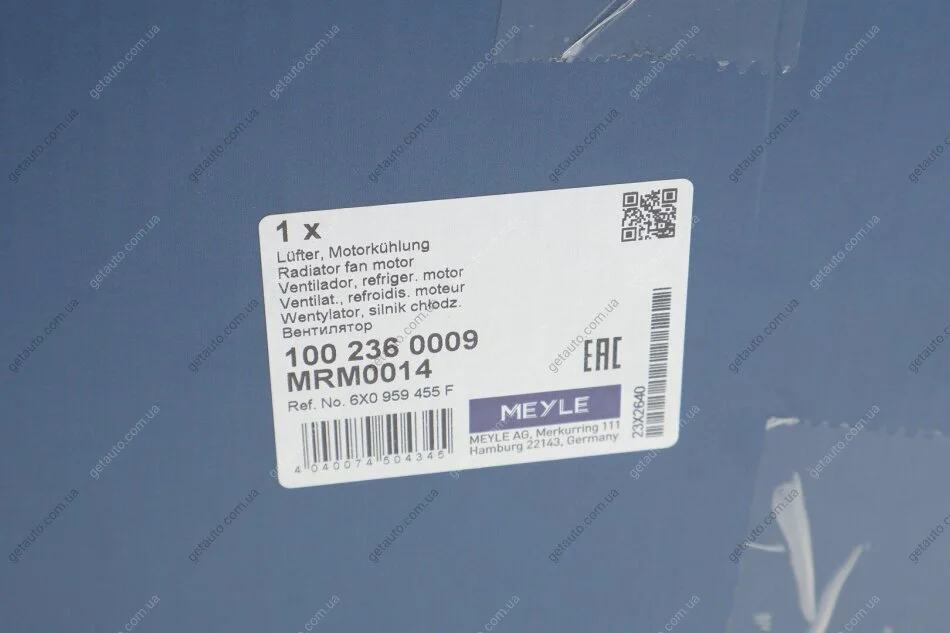 1 x
Lüfter, Motorkühlung
Radiator fan motor
Ventilador, refriger. motor
Ventilat., refroidis. moteur
Wentylator, silnik chłodz.
Вентилятор
100 236 0009
MRM0014
Ref. No. 6X0 959 455 F
4 040074 504345
EAC
MEYLE
MEYLE AG, Merkurring 111
Hamburg 22143, Germany
23X2640
getauto.com.ua